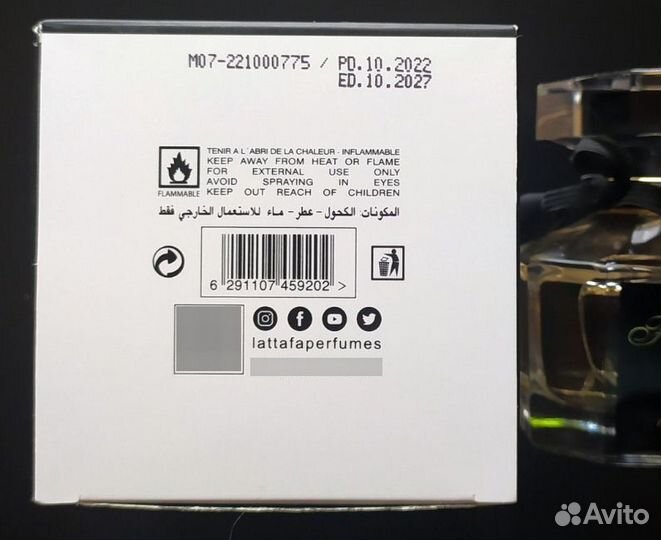 M07-221000775 / PD.10.2022
ED.10.2027
TENIR A L'ABRI DE LA CHALEUR - INFLAMMABLE
KEEP AWAY FROM HEAT OR FLAME
FOR EXTERNAL USE ONLY
AVOID SPRAYING IN EYES
KEEP OUT REACH OF CHILDREN
FLAMMABLE
المكونات: الكحول - عطر - ماء للاستعمال الخارجي فقط
6 291107 459202 >
lattafaperfumes
Avito